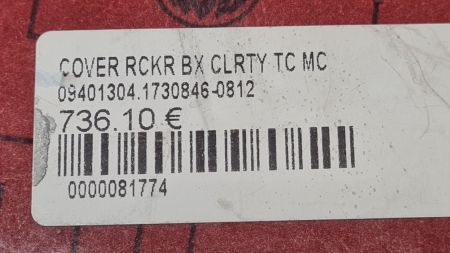 COVER RCKR BX CLRTY TC MC
09401304.1730846-0812
736.10 €
0000081774